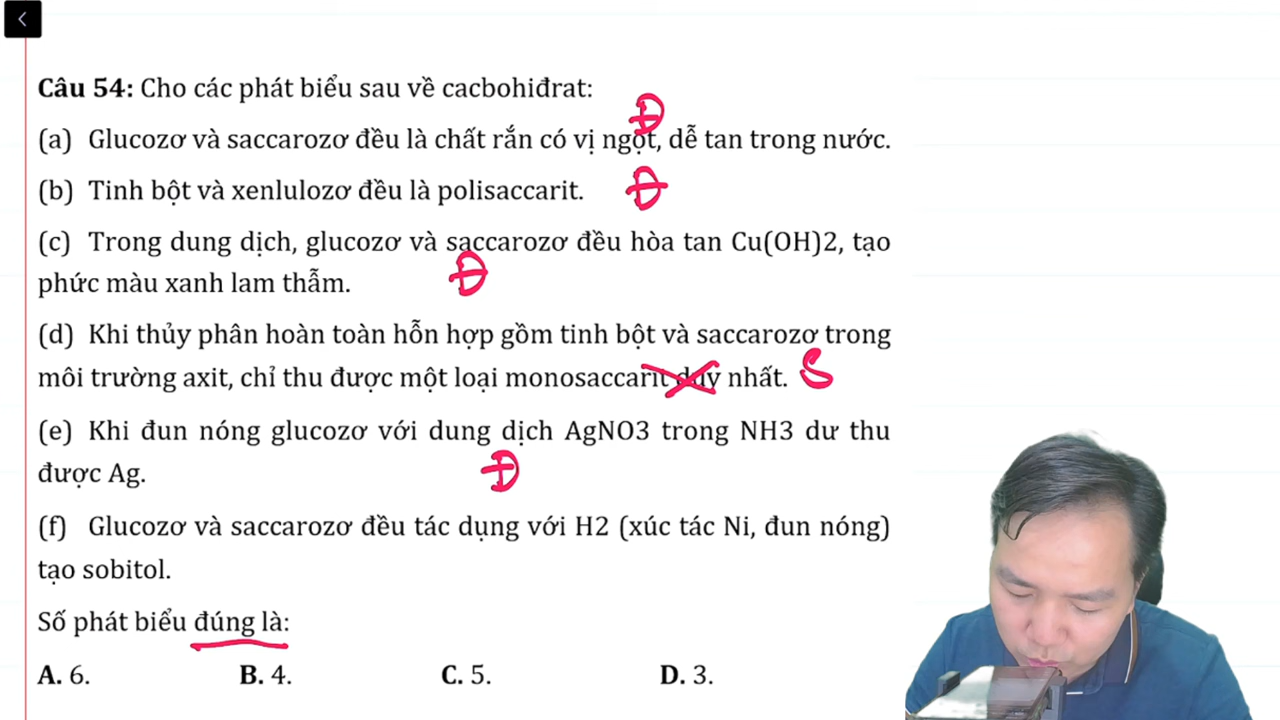 Câu 54: Cho các phát biểu sau về cacbohiđrat:
Đ
(a) Glucozơ và saccarozơ đều là chất rắn có vị ngọt, dễ tan trong nước.
(b) Tinh bột và xenlulozơ đều là polisaccarit. Đ
(c) Trong dung dịch, glucozơ và saccarozơ đều hòa tan Cu(OH)2, tạo
phức màu xanh lam thẫm. Đ
(d) Khi thủy phân hoàn toàn hỗn hợp gồm tinh bột và saccarozơ trong
môi trường axit, chỉ thu được một loại monosaccarit duy nhất. S
(e) Khi đun nóng glucozơ với dung dịch AgNO3 trong NH3 dư thu
được Ag. Đ
(f) Glucozơ và saccarozơ đều tác dụng với H2 (xúc tác Ni, đun nóng)
tạo sobitol.
Số phát biểu đúng là:
A. 6. B. 4. C. 5. D. 3.